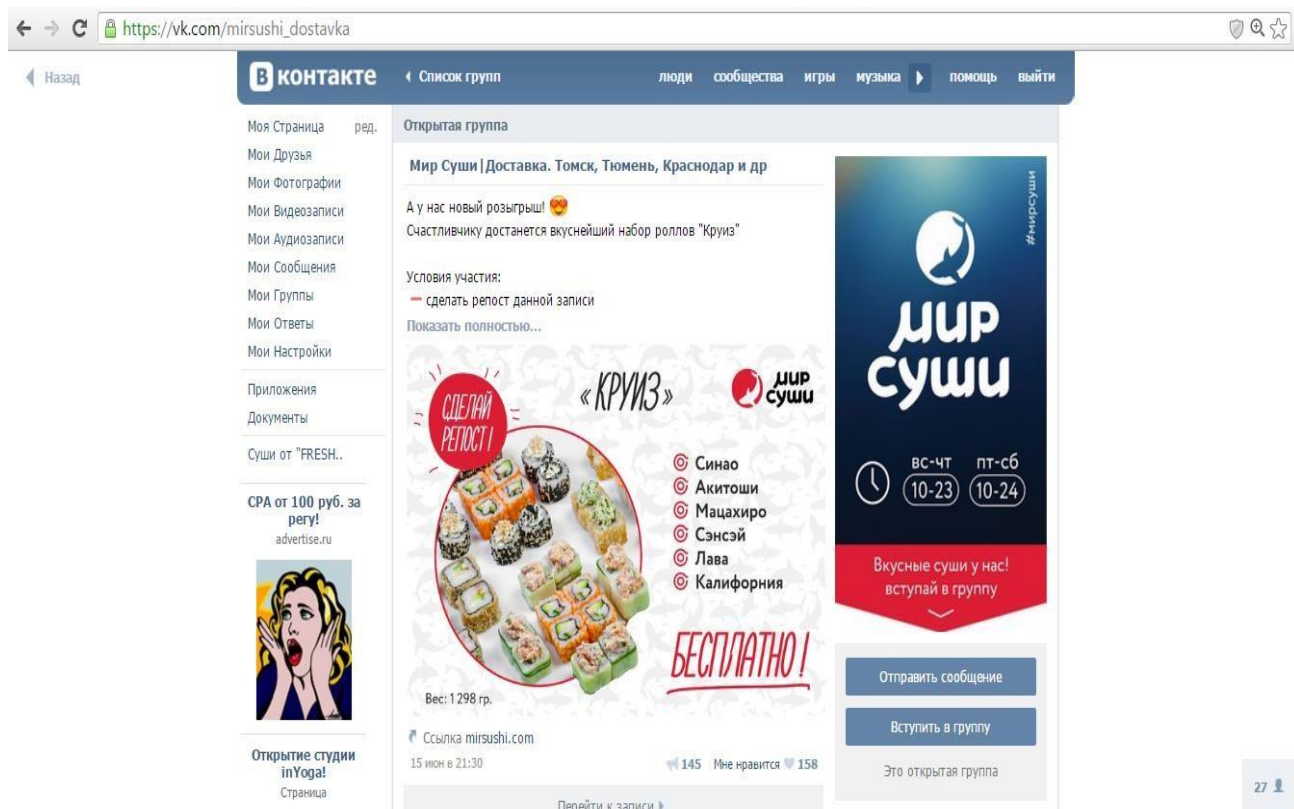 https://vk.com/mirsushi_dostavka
Назад
В контакте
Список групп
люди сообщества игры музыка помощь выйти
Моя Страница ред.
Мои Друзья
Мои Фотографии
Мои Видеозаписи
Мои Аудиозаписи
Мои Сообщения
Мои Группы
Мои Ответы
Мои Настройки
Приложения
Документы
Суши от "FRESH..
CPA от 100 руб. за
регу!
advertise.ru
Открытие студии
inYoga!
Страница
Открытая группа
Мир Суши|Доставка. Томск, Тюмень, Краснодар и др
А у нас новый розыгрыш!
Счастливчику достанется вкуснейший набор роллов "Круиз"
Условия участия:
сделать репост данной записи
Показать полностью...
СДЕЛАЙ
РЕПОСТ!
«КРУИЗ»
мир
суши
Синао
Акитоши
Мацахиро
Сэнсэй
Лава
Калифорния
БЕСПЛАТНО!
Вес: 1298 гр.
Ссылка mirsushi.com
15 июн в 21:30
145 Мне нравится 158
Перейти к записи
#мирсуши
мир
суши
вс-чт пт-сб
10-23 10-24
Вкусные суши у нас!
вступай в группу
Отправить сообщение
Вступить в группу
Это открытая группа
27